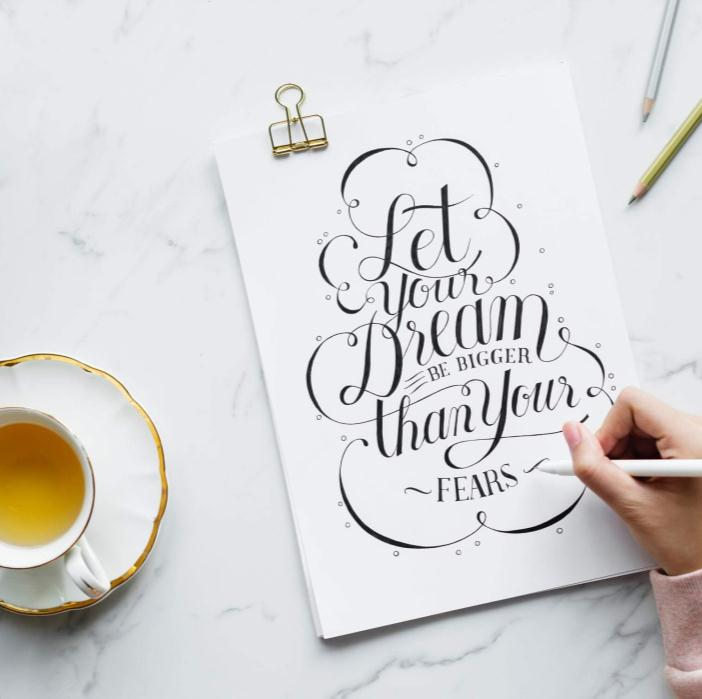 Let
your
Dream
BE BIGGER
than Your
~ FEARS ~